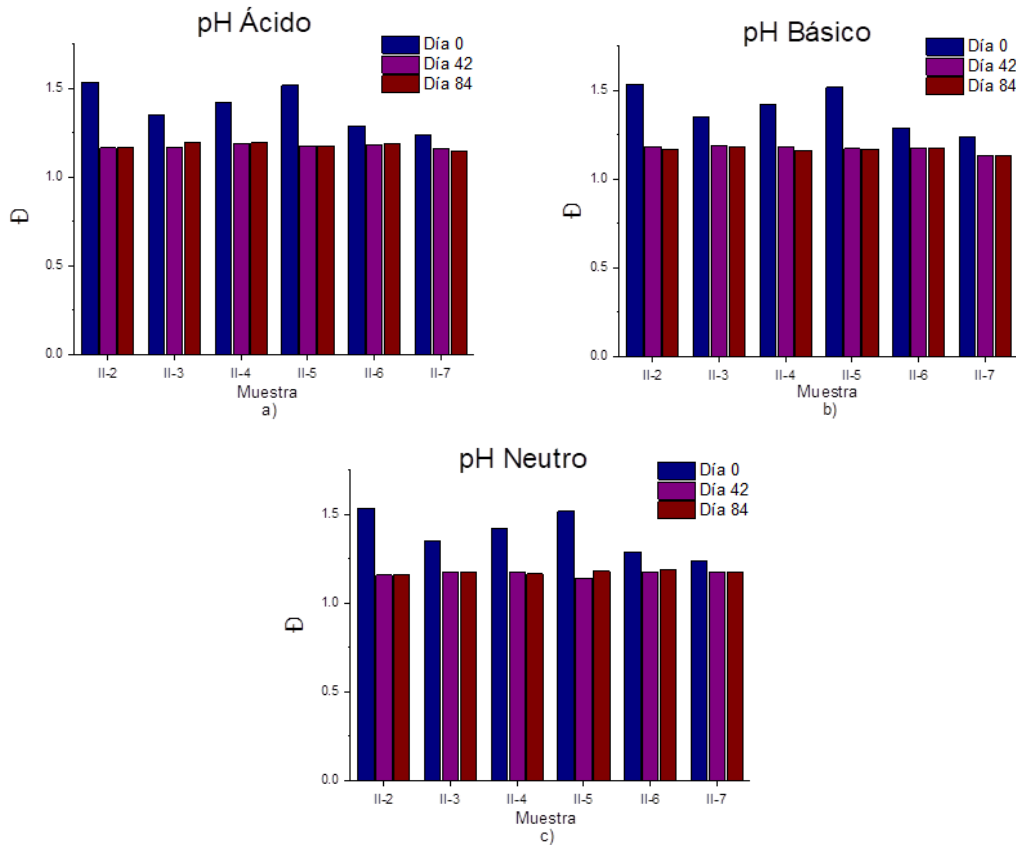 pH Ácido
Día 0
Día 42
Día 84
1.5
1.0
0.5
0.0
Đ
II-2 II-3 II-4 II-5 II-6 II-7
Muestra
a)
pH Básico
Día 0
Día 42
Día 84
1.5
1.0
0.5
0.0
Đ
II-2 II-3 II-4 II-5 II-6 II-7
Muestra
b)
pH Neutro
Día 0
Día 42
Día 84
1.5
1.0
0.5
0.0
Đ
II-2 II-3 II-4 II-5 II-6 II-7
Muestra
c)